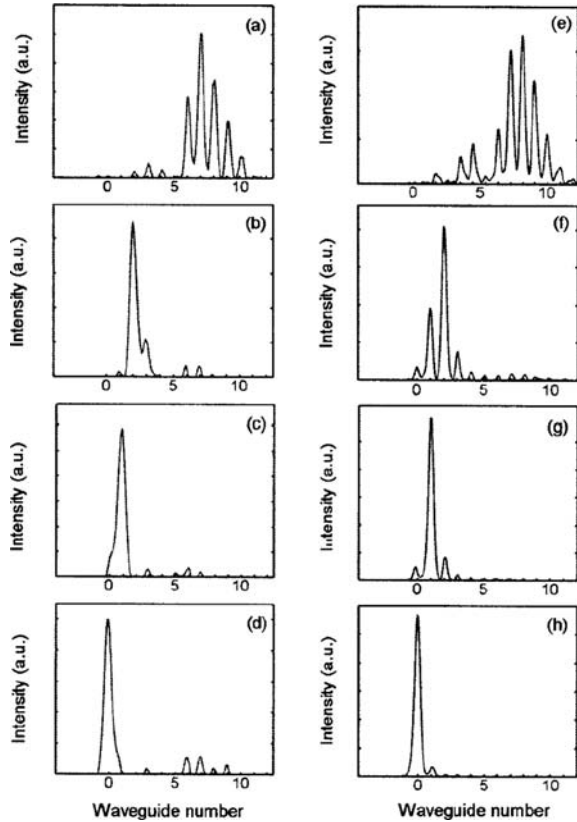 (a)
Intensity (a.u.)
0 5 10
(e)
Intensity (a.u.)
0 5 10
(b)
Intensity (a.u.)
0 5 10
(f)
Intensity (a.u.)
0 5 10
(c)
Intensity (a.u.)
0 5 10
(g)
Intensity (a.u.)
0 5 10
(d)
Intensity (a.u.)
0 5 10
Waveguide number
(h)
Intensity (a.u.)
0 5 10
Waveguide number